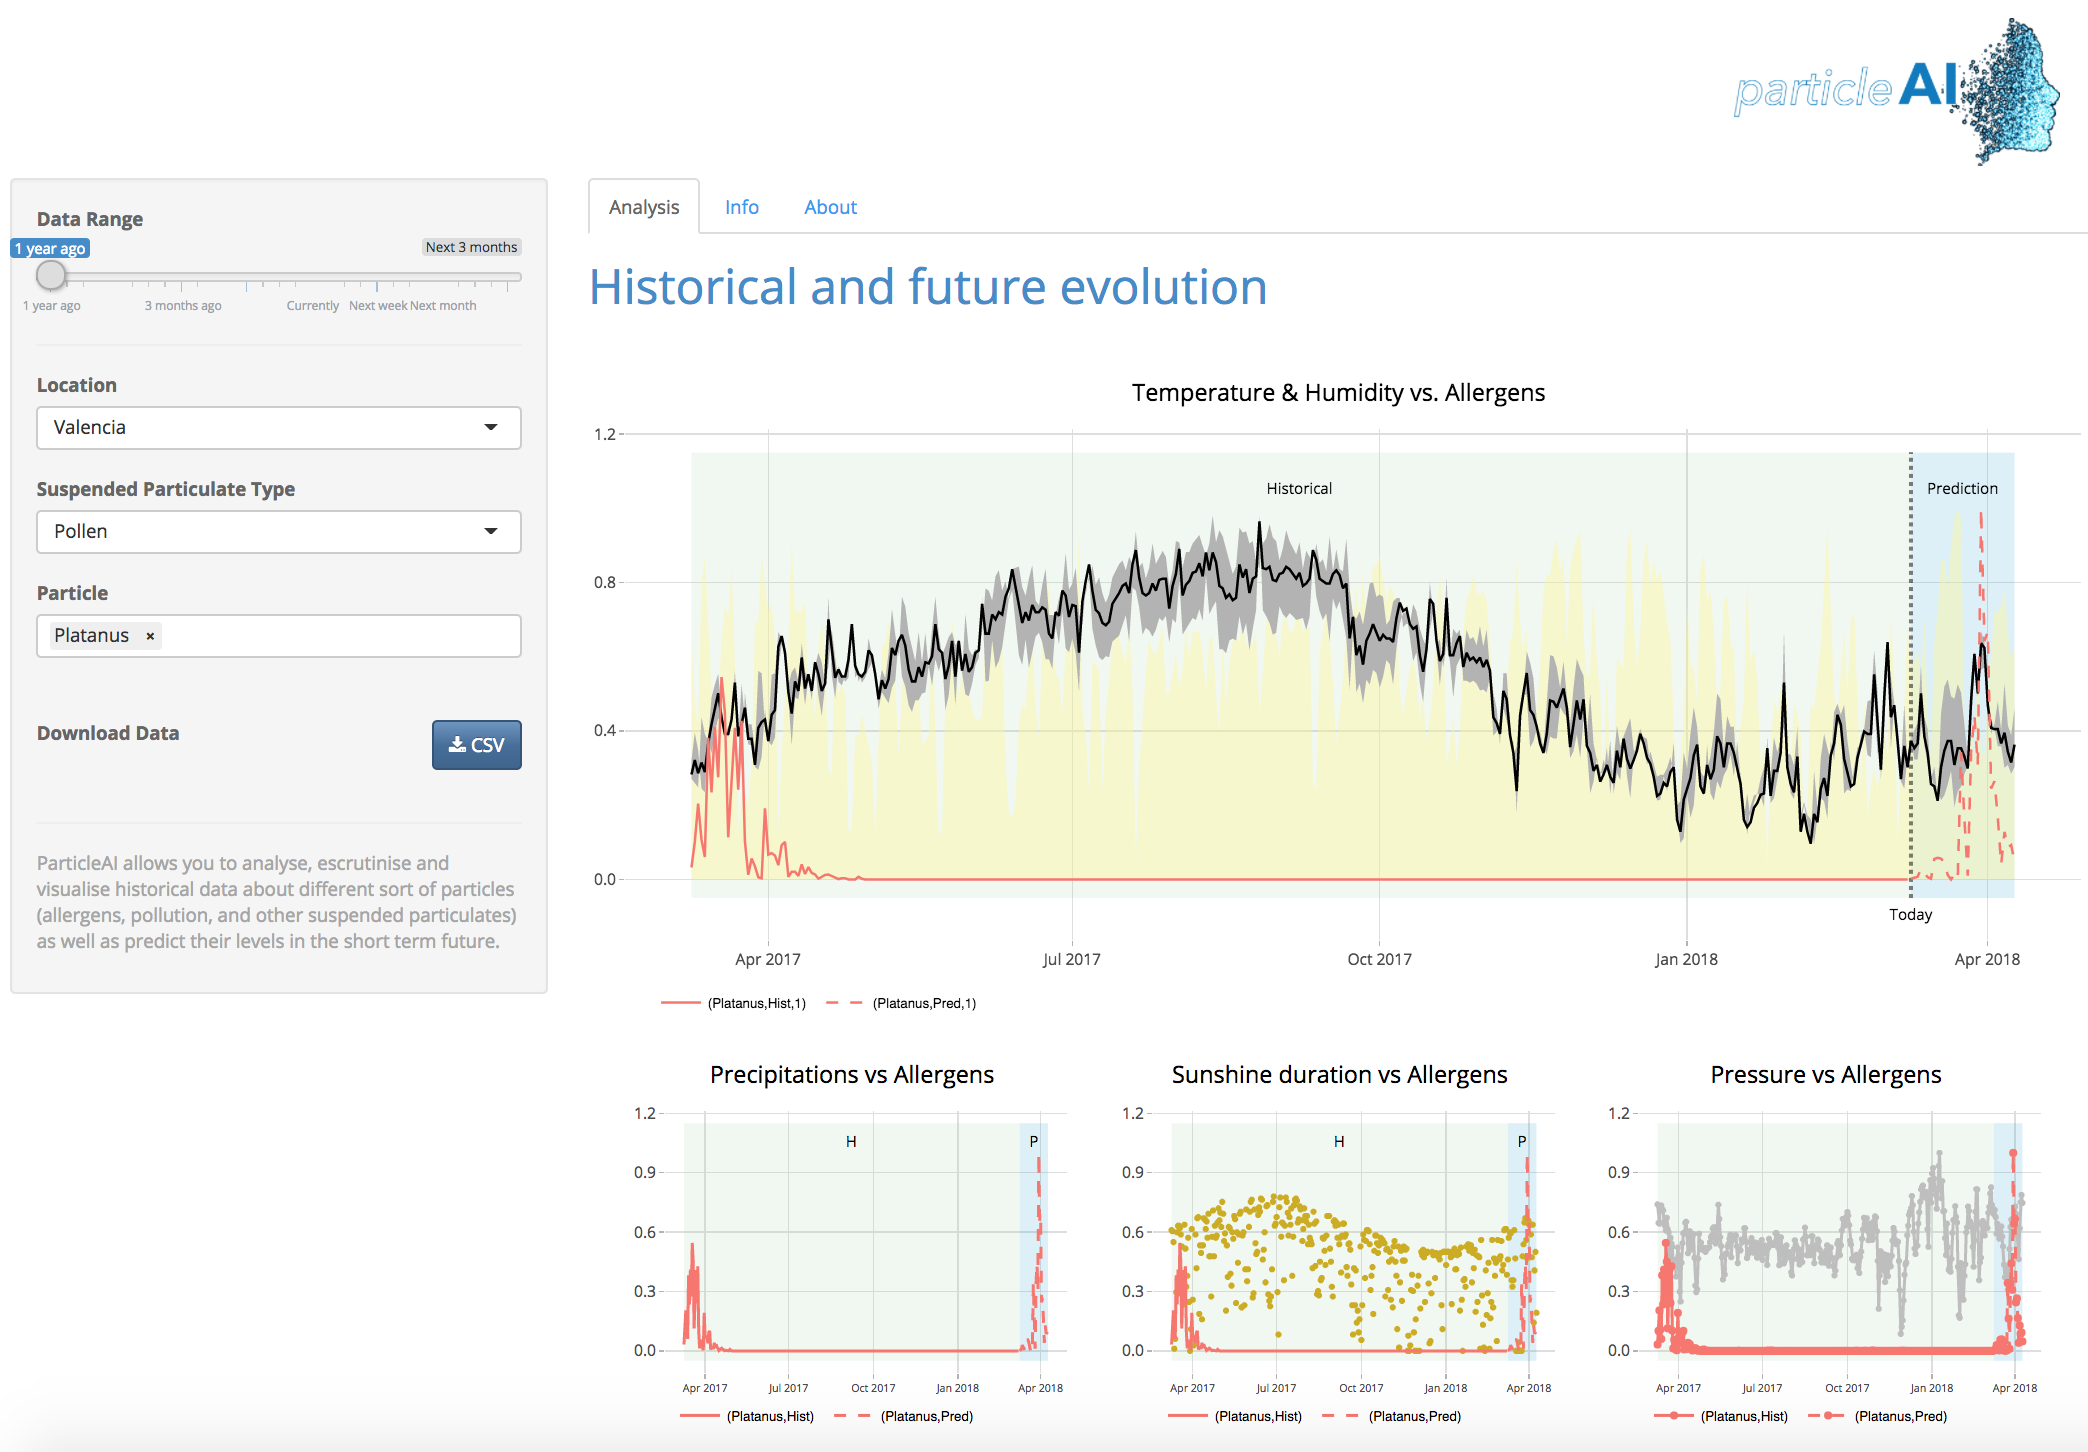 particle AI
Data Range
1 year ago
Next 3 months
1 year ago 3 months ago Currently Next week Next month
Location
Valencia
Suspended Particulate Type
Pollen
Particle
Platanus ×
Download Data
CSV
ParticleAI allows you to analyse, escrutinise and
visualise historical data about different sort of particles
(allergens, pollution, and other suspended particulates)
as well as predict their levels in the short term future.
Analysis Info About
Historical and future evolution
Temperature & Humidity vs. Allergens
1.2
0.8
0.4
0.0
Historical
Prediction
Today
Apr 2017 Jul 2017 Oct 2017 Jan 2018 Apr 2018
(Platanus,Hist,1) (Platanus,Pred,1)
Precipitations vs Allergens
1.2
0.9
0.6
0.3
0.0
H P
Apr 2017 Jul 2017 Oct 2017 Jan 2018 Apr 2018
(Platanus,Hist) (Platanus,Pred)
Sunshine duration vs Allergens
1.2
0.9
0.6
0.3
0.0
H P
Apr 2017 Jul 2017 Oct 2017 Jan 2018 Apr 2018
(Platanus,Hist) (Platanus,Pred)
Pressure vs Allergens
1.2
0.9
0.6
0.3
0.0
Apr 2017 Jul 2017 Oct 2017 Jan 2018 Apr 2018
(Platanus,Hist) (Platanus,Pred)